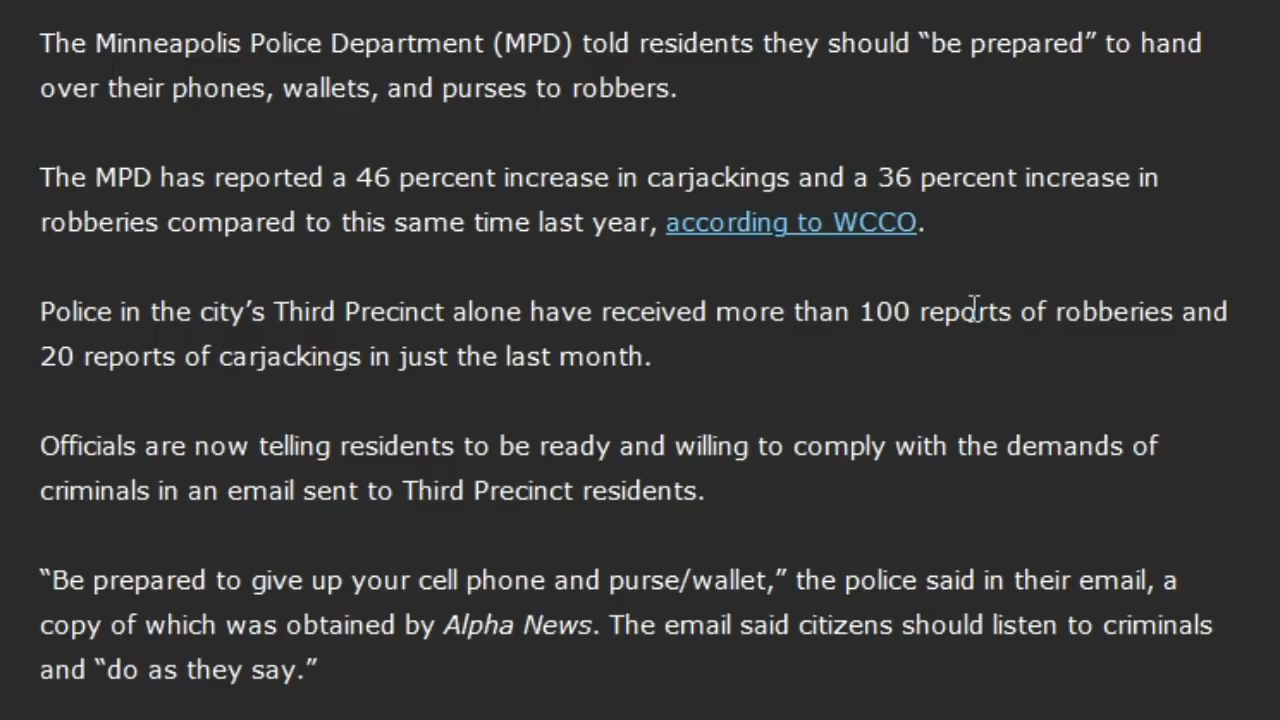 The Minneapolis Police Department (MPD) told residents they should “be prepared” to hand
over their phones, wallets, and purses to robbers.
The MPD has reported a 46 percent increase in carjackings and a 36 percent increase in
robberies compared to this same time last year, according to WCCO.
Police in the city’s Third Precinct alone have received more than 100 reports of robberies and
20 reports of carjackings in just the last month.
Officials are now telling residents to be ready and willing to comply with the demands of
criminals in an email sent to Third Precinct residents.
“Be prepared to give up your cell phone and purse/wallet,” the police said in their email, a
copy of which was obtained by Alpha News. The email said citizens should listen to criminals
and “do as they say.”